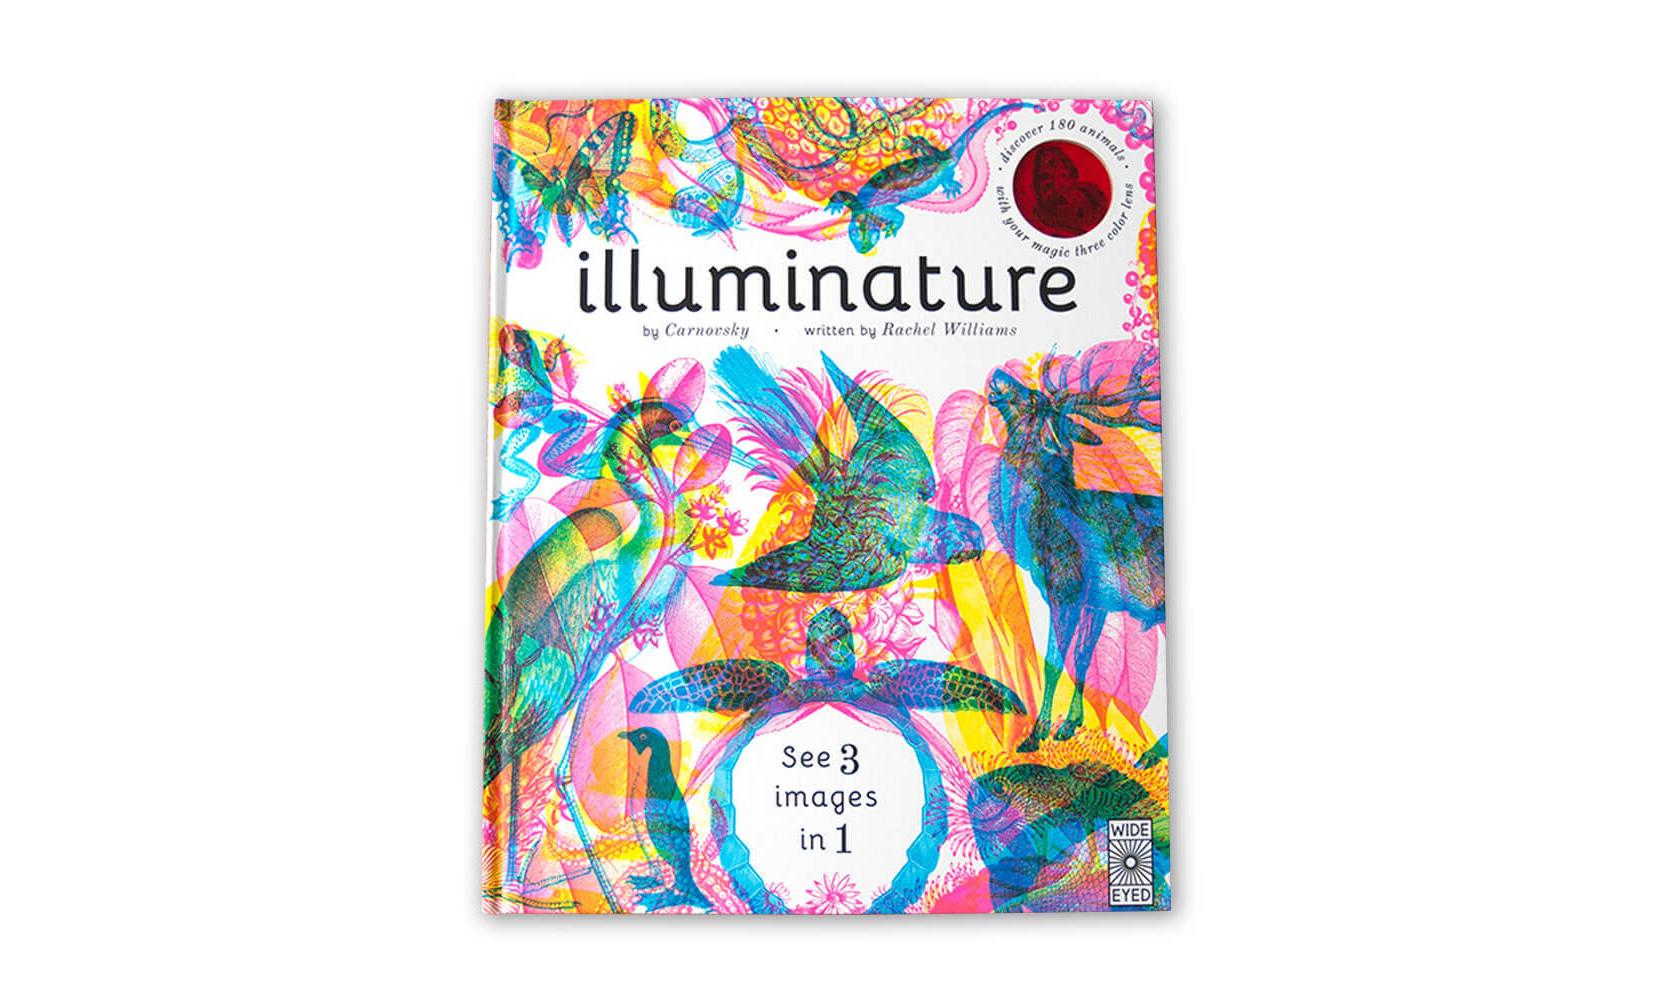 · discover 180 animals ·
with your magic three color lens
illuminature
by Carnovsky · written by Rachel Williams
See 3
images
in 1
WIDE
EYED